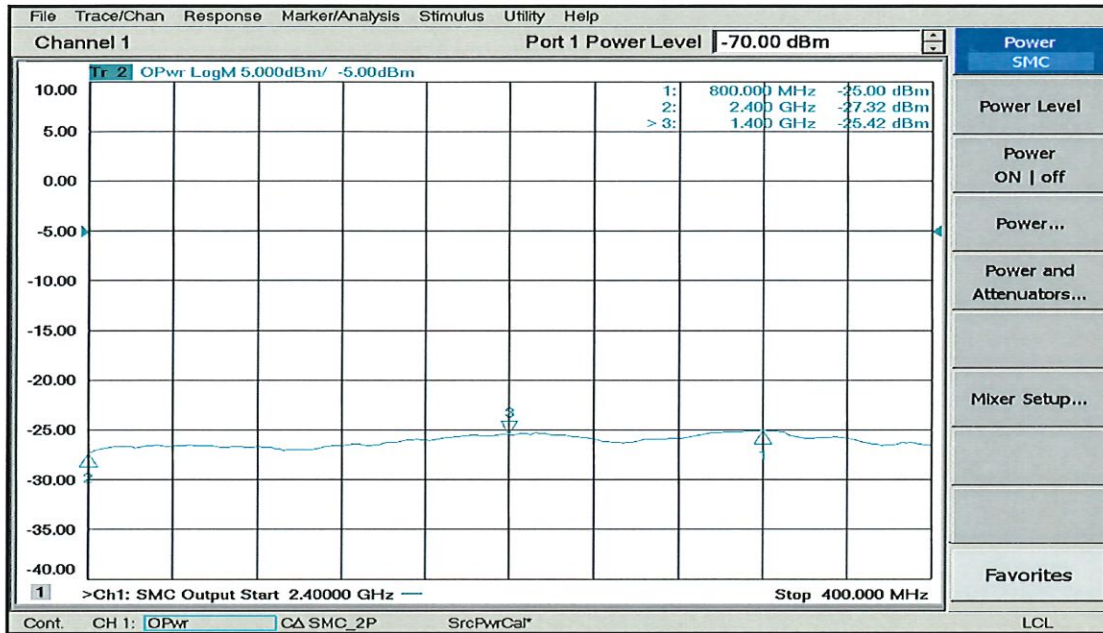 File Trace/Chan Response Marker/Analysis Stimulus Utility Help
Channel 1 Port 1 Power Level -70.00 dBm
Tr 2 OPwr LogM 5.000dBm/ -5.00dBm
1: 800.000 MHz -25.00 dBm
2: 2.400 GHz -27.32 dBm
> 3: 1.400 GHz -25.42 dBm
10.00
5.00
0.00
-5.00
-10.00
-15.00
-20.00
-25.00
-30.00
-35.00
-40.00
3
2
1
1 >Ch1: SMC Output Start 2.40000 GHz — Stop 400.000 MHz
Cont. CH 1: OPwr CΔ SMC_2P SrcPwrCal* LCL
Power
SMC
Power Level
Power
ON | off
Power...
Power and
Attenuators...
Mixer Setup...
Favorites